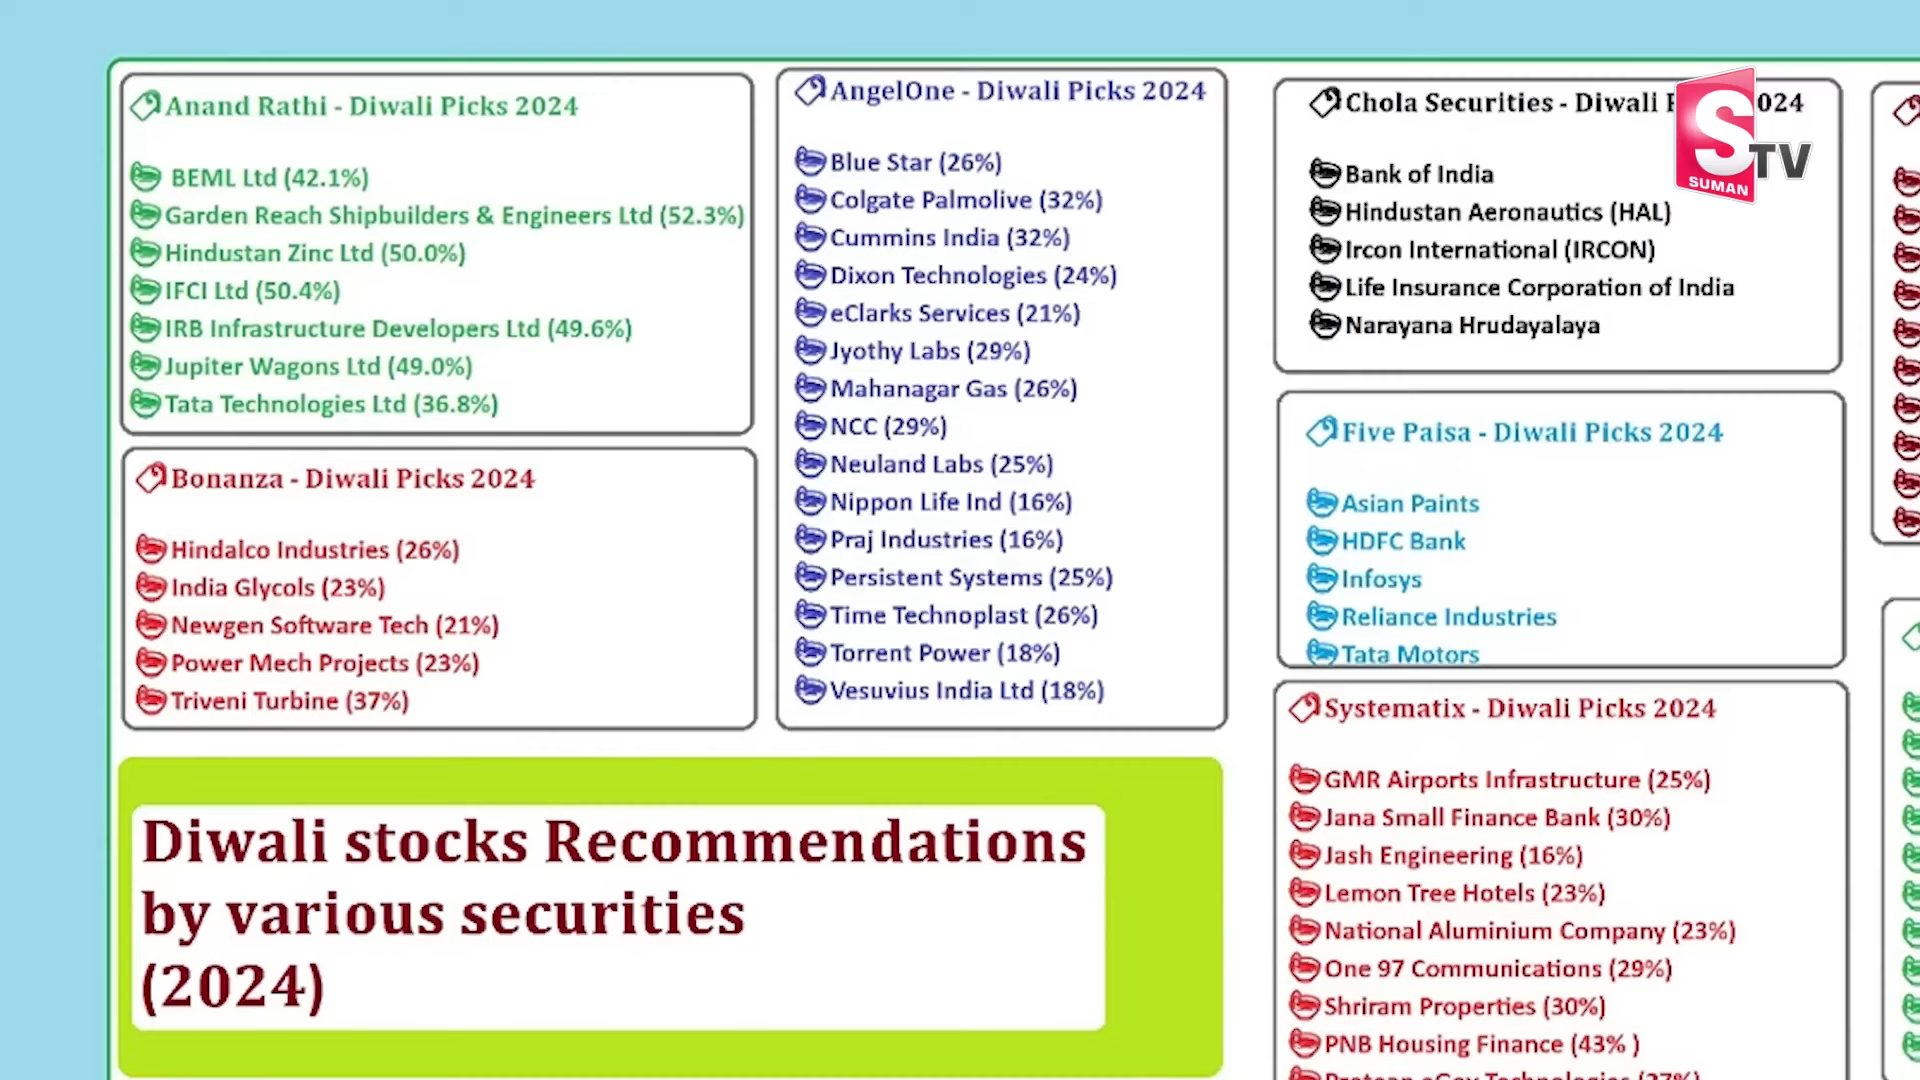 Anand Rathi - Diwali Picks 2024
BEML Ltd (42.1%)
Garden Reach Shipbuilders & Engineers Ltd (52.3%)
Hindustan Zinc Ltd (50.0%)
IFCI Ltd (50.4%)
IRB Infrastructure Developers Ltd (49.6%)
Jupiter Wagons Ltd (49.0%)
Tata Technologies Ltd (36.8%)
Bonanza - Diwali Picks 2024
Hindalco Industries (26%)
India Glycols (23%)
Newgen Software Tech (21%)
Power Mech Projects (23%)
Triveni Turbine (37%)
AngelOne - Diwali Picks 2024
Blue Star (26%)
Colgate Palmolive (32%)
Cummins India (32%)
Dixon Technologies (24%)
eClarks Services (21%)
Jyothy Labs (29%)
Mahanagar Gas (26%)
NCC (29%)
Neuland Labs (25%)
Nippon Life Ind (16%)
Praj Industries (16%)
Persistent Systems (25%)
Time Technoplast (26%)
Torrent Power (18%)
Vesuvius India Ltd (18%)
Chola Securities - Diwali P 024
Bank of India
Hindustan Aeronautics (HAL)
Ircon International (IRCON)
Life Insurance Corporation of India
Narayana Hrudayalaya
S TV
SUMAN
Five Paisa - Diwali Picks 2024
Asian Paints
HDFC Bank
Infosys
Reliance Industries
Tata Motors
Systematix - Diwali Picks 2024
GMR Airports Infrastructure (25%)
Jana Small Finance Bank (30%)
Jash Engineering (16%)
Lemon Tree Hotels (23%)
National Aluminium Company (23%)
One 97 Communications (29%)
Shriram Properties (30%)
PNB Housing Finance (43% )
Diwali stocks Recommendations
by various securities
(2024)